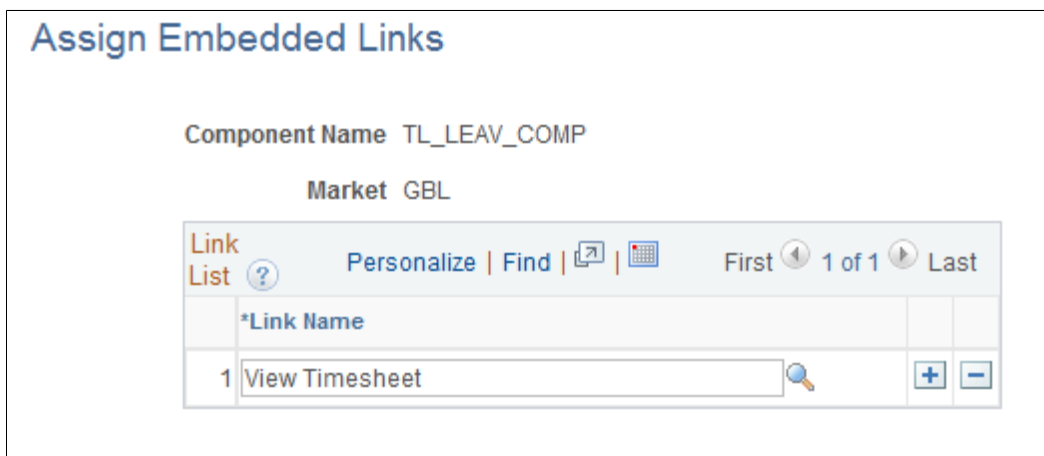 Assign Embedded Links
Component Name TL_LEAV_COMP
Market GBL
Link List ? Personalize | Find | | First 1 of 1 Last
*Link Name
1 View Timesheet + -